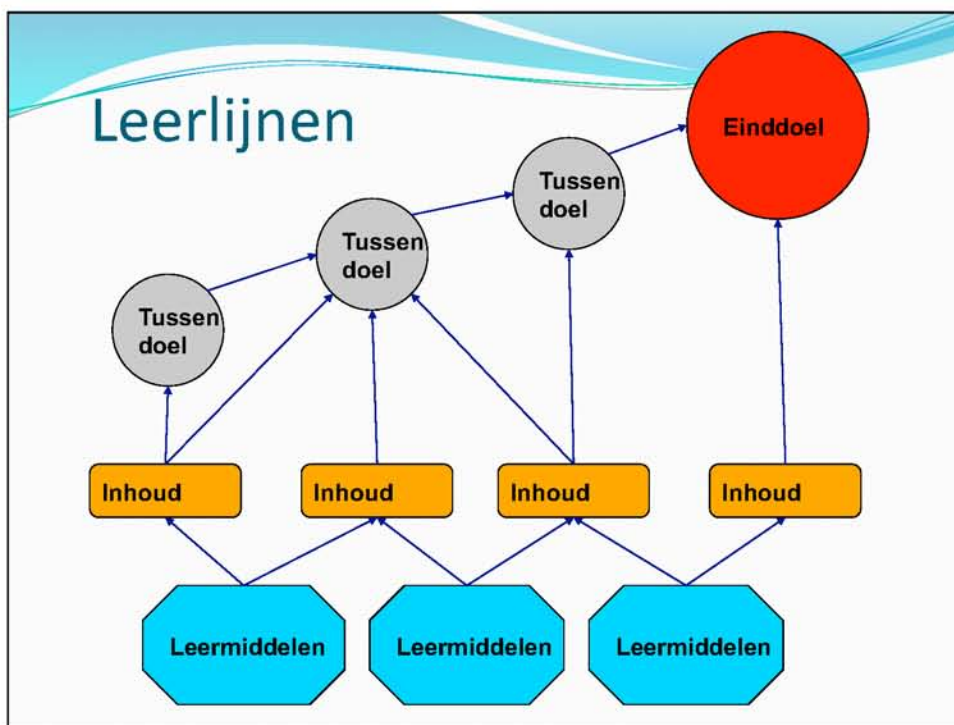 Leerlijnen
Einddoel
Tussen
doel
Tussen
doel
Tussen
doel
Inhoud
Inhoud
Inhoud
Inhoud
Leermiddelen
Leermiddelen
Leermiddelen